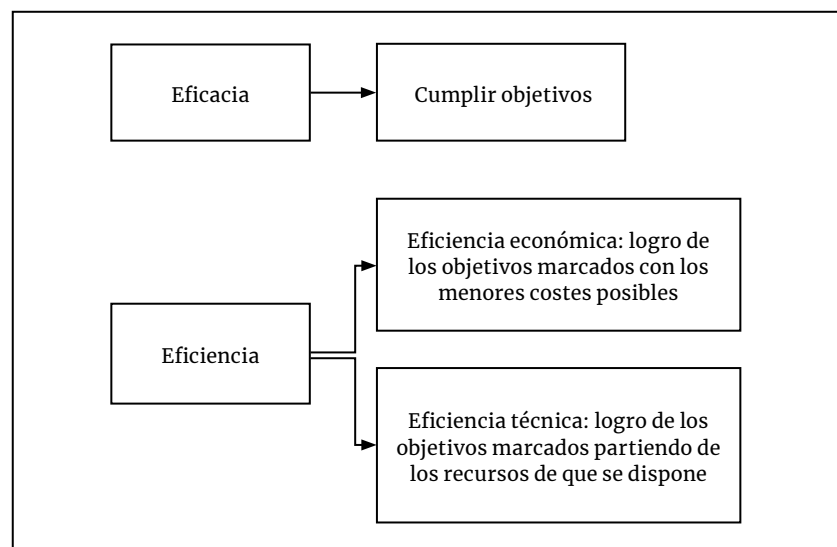 Eficacia
Cumplir objetivos
Eficiencia económica: logro de
los objetivos marcados con los
menores costes posibles
Eficiencia
Eficiencia técnica: logro de los
objetivos marcados partiendo de
los recursos de que se dispone